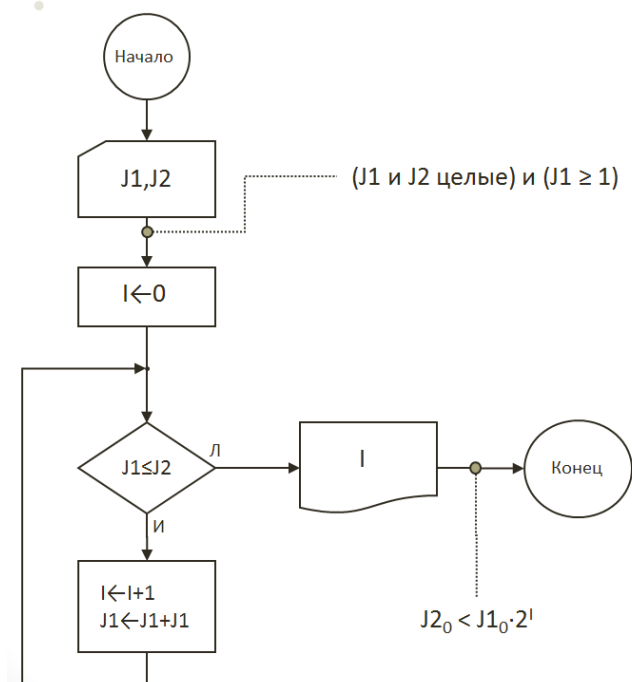 Начало
J1,J2
(J1 и J2 целые) и (J1 ≥ 1)
I←0
J1≤J2
Л
I
Конец
И
I←I+1
J1←J1+J1
J2₀ < J1₀·2ᴵ